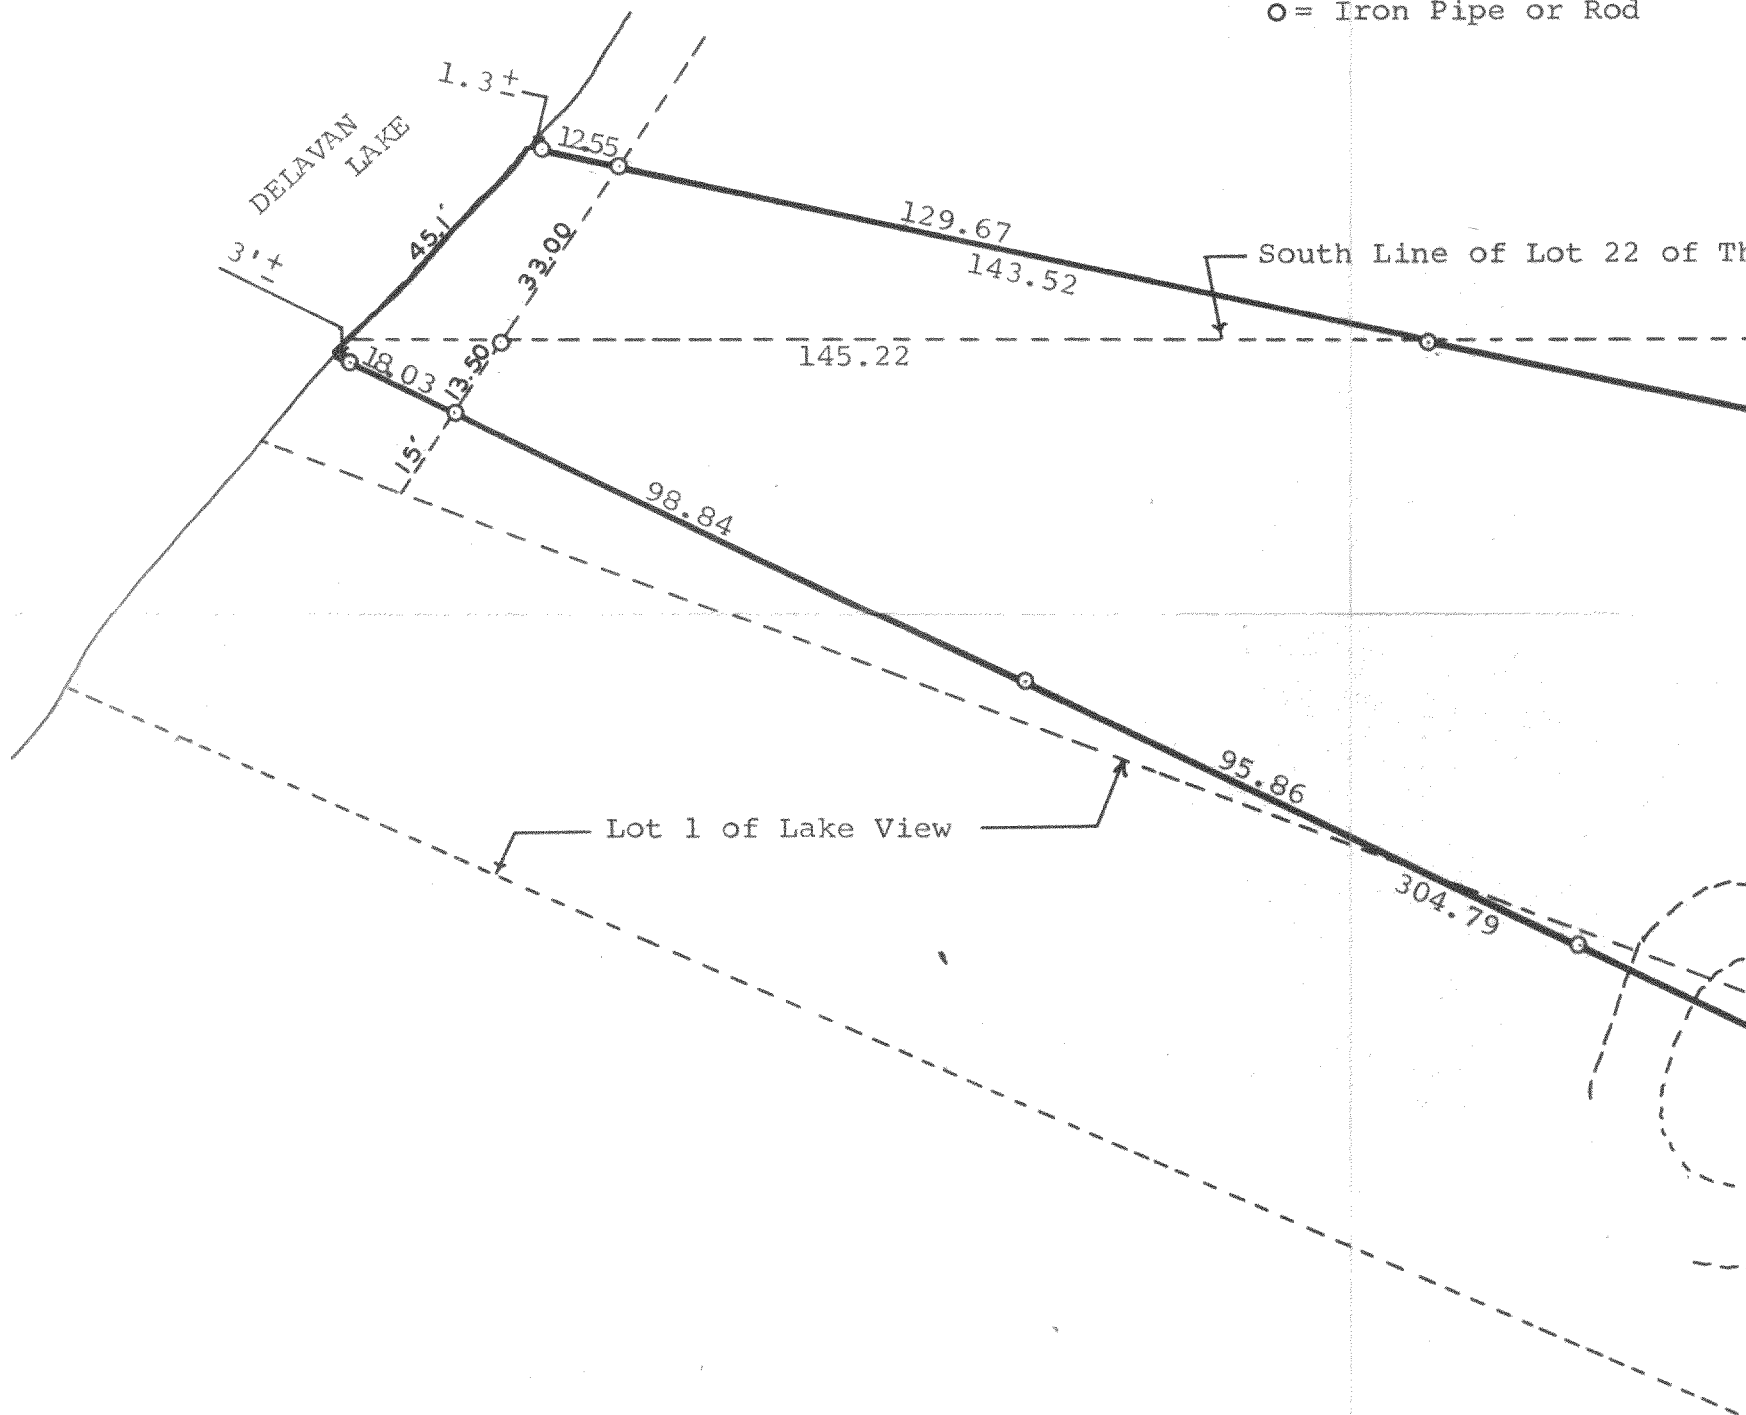 o = Iron Pipe or Rod
1.3±
DELAVAN
LAKE
12.55
45.1'
33.00
129.67
143.52
South Line of Lot 22 of Th
3'±
18.03
13.50
145.22
15'
98.84
95.86
Lot 1 of Lake View
304.79